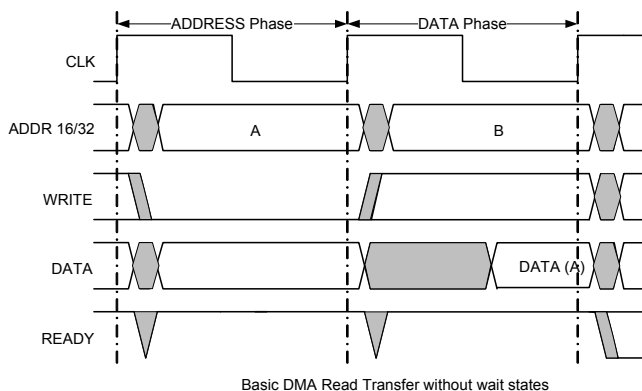 ADDRESS Phase DATA Phase
CLK
ADDR 16/32 A B
WRITE
DATA DATA (A)
READY
Basic DMA Read Transfer without wait states